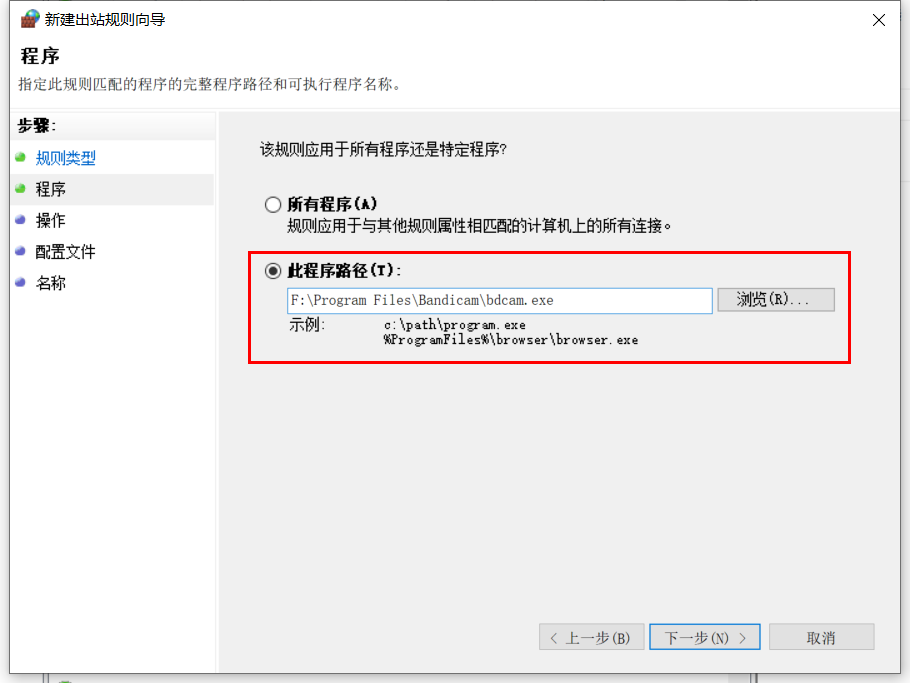 新建出站规则向导
程序
指定此规则匹配的程序的完整程序路径和可执行程序名称。
步骤:
规则类型
程序
操作
配置文件
名称
该规则应用于所有程序还是特定程序?
所有程序(A)
规则应用于与其他规则属性相匹配的计算机上的所有连接。
此程序路径(T):
F:\Program Files\Bandicam\bdcam.exe
浏览(R)...
示例: c:\path\program.exe
%ProgramFiles%\browser\browser.exe
< 上一步(B) 下一步(N) > 取消